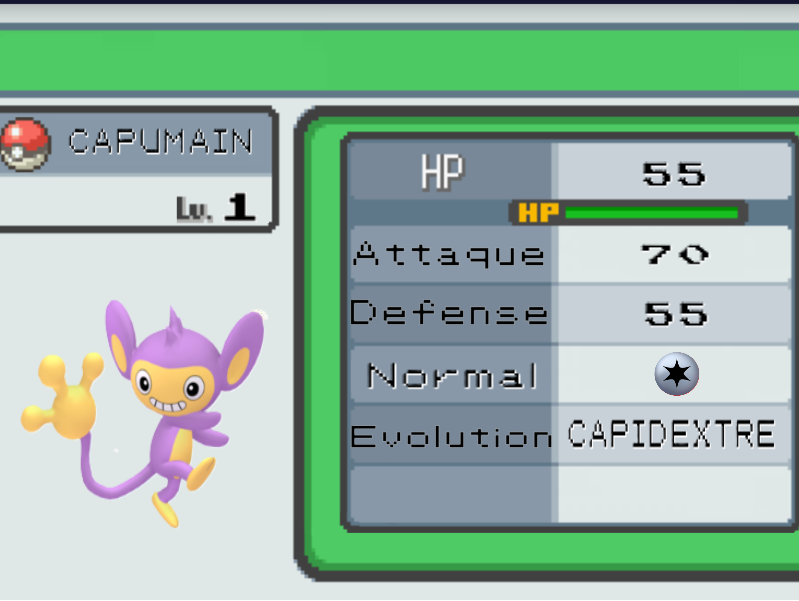 CAPUMAIN
Lv. 1
HP 55
HP
Attaque 70
Defense 55
Normal
Evolution CAPIDEXTRE